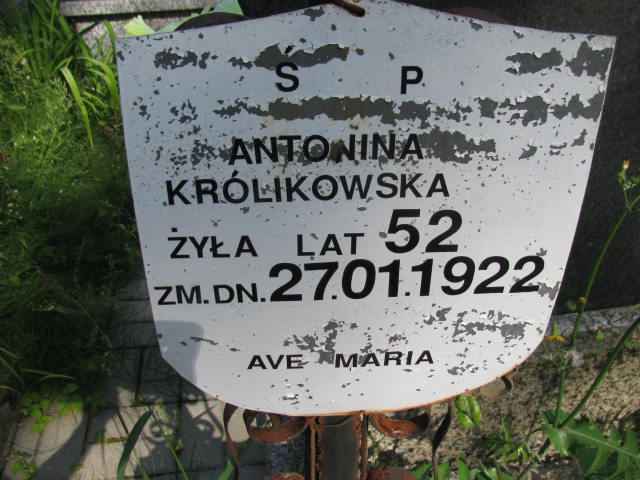 Ś P
ANTONINA
KRÓLIKOWSKA
ŻYŁA LAT 52
ZM. DN. 27.01.1922
AVE MARIA